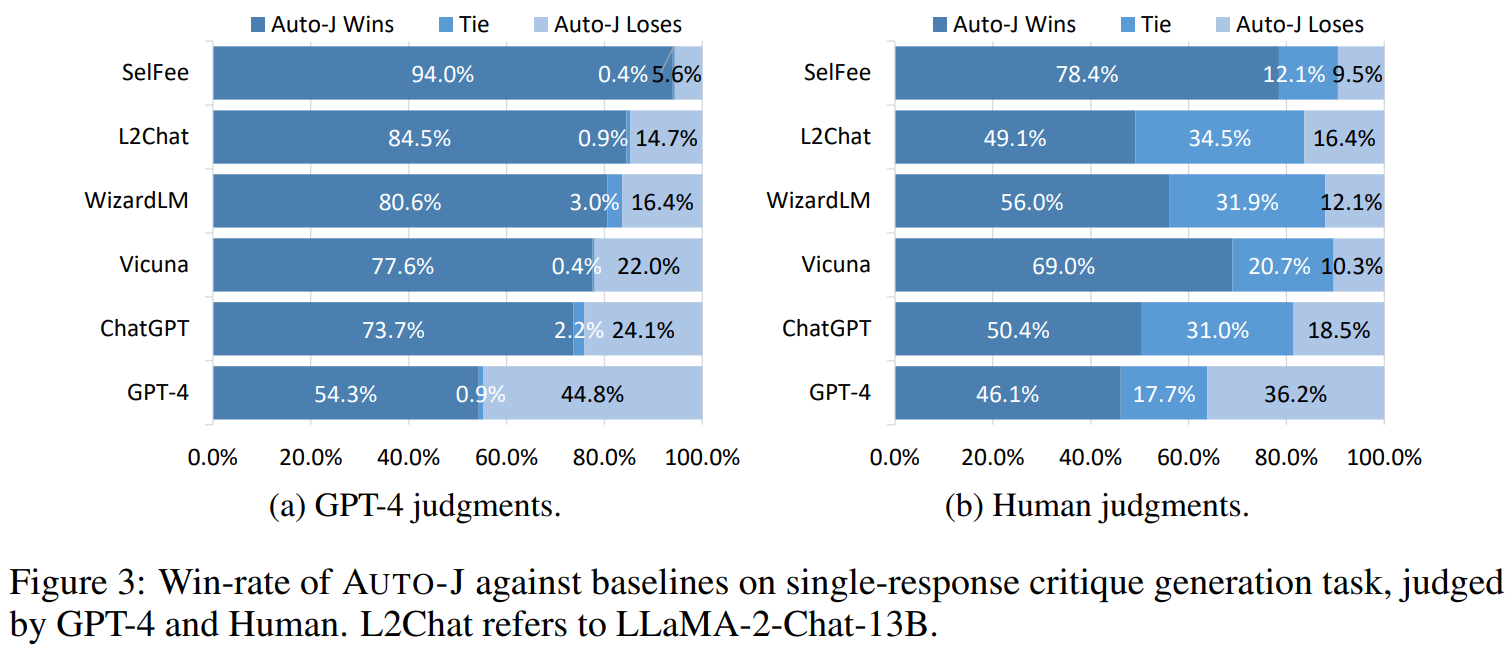 Auto-J Wins Tie Auto-J Loses
SelFee 94.0% 0.4% 5.6%
L2Chat 84.5% 0.9% 14.7%
WizardLM 80.6% 3.0% 16.4%
Vicuna 77.6% 0.4% 22.0%
ChatGPT 73.7% 2.2% 24.1%
GPT-4 54.3% 0.9% 44.8%
0.0% 20.0% 40.0% 60.0% 80.0% 100.0%
(a) GPT-4 judgments.
Auto-J Wins Tie Auto-J Loses
SelFee 78.4% 12.1% 9.5%
L2Chat 49.1% 34.5% 16.4%
WizardLM 56.0% 31.9% 12.1%
Vicuna 69.0% 20.7% 10.3%
ChatGPT 50.4% 31.0% 18.5%
GPT-4 46.1% 17.7% 36.2%
0.0% 20.0% 40.0% 60.0% 80.0% 100.0%
(b) Human judgments.
Figure 3: Win-rate of AUTO-J against baselines on single-response critique generation task, judged
by GPT-4 and Human. L2Chat refers to LLaMA-2-Chat-13B.